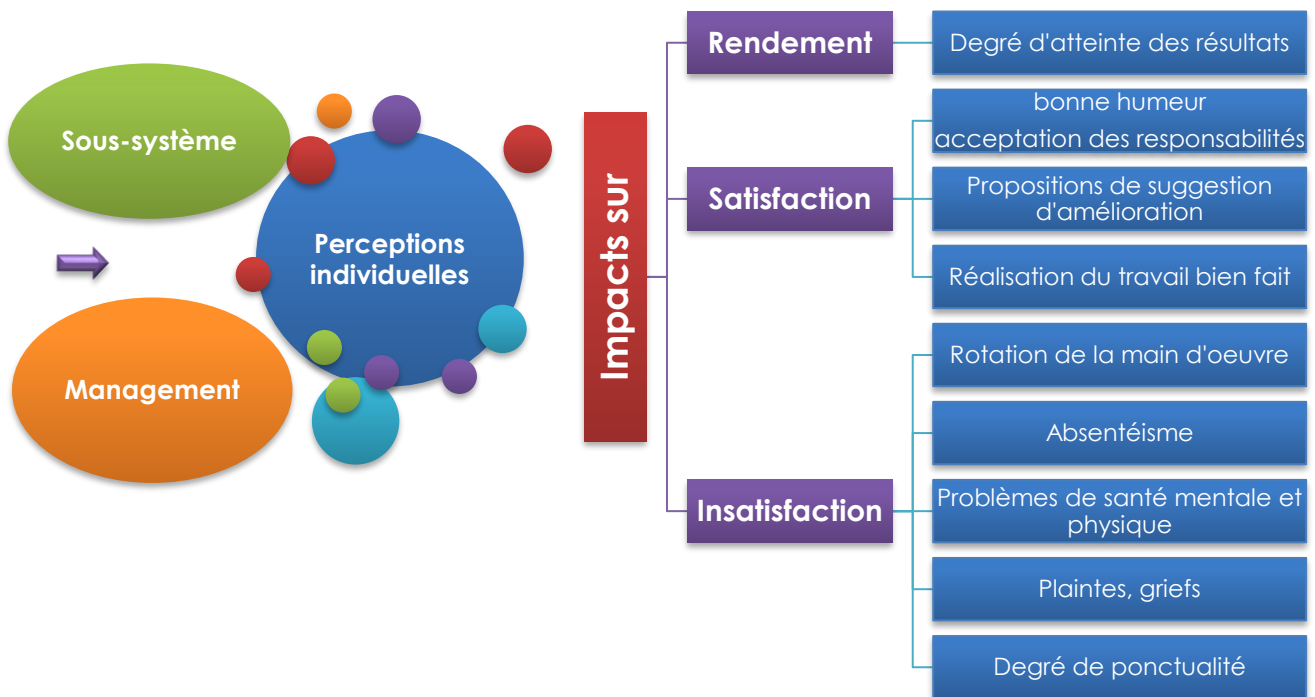 Sous-système
Management
Perceptions
individuelles
Impacts sur
Rendement
Degré d'atteinte des résultats
Satisfaction
bonne humeur
acceptation des responsabilités
Propositions de suggestion
d'amélioration
Réalisation du travail bien fait
Insatisfaction
Rotation de la main d'oeuvre
Absentéisme
Problèmes de santé mentale et
physique
Plaintes, griefs
Degré de ponctualité